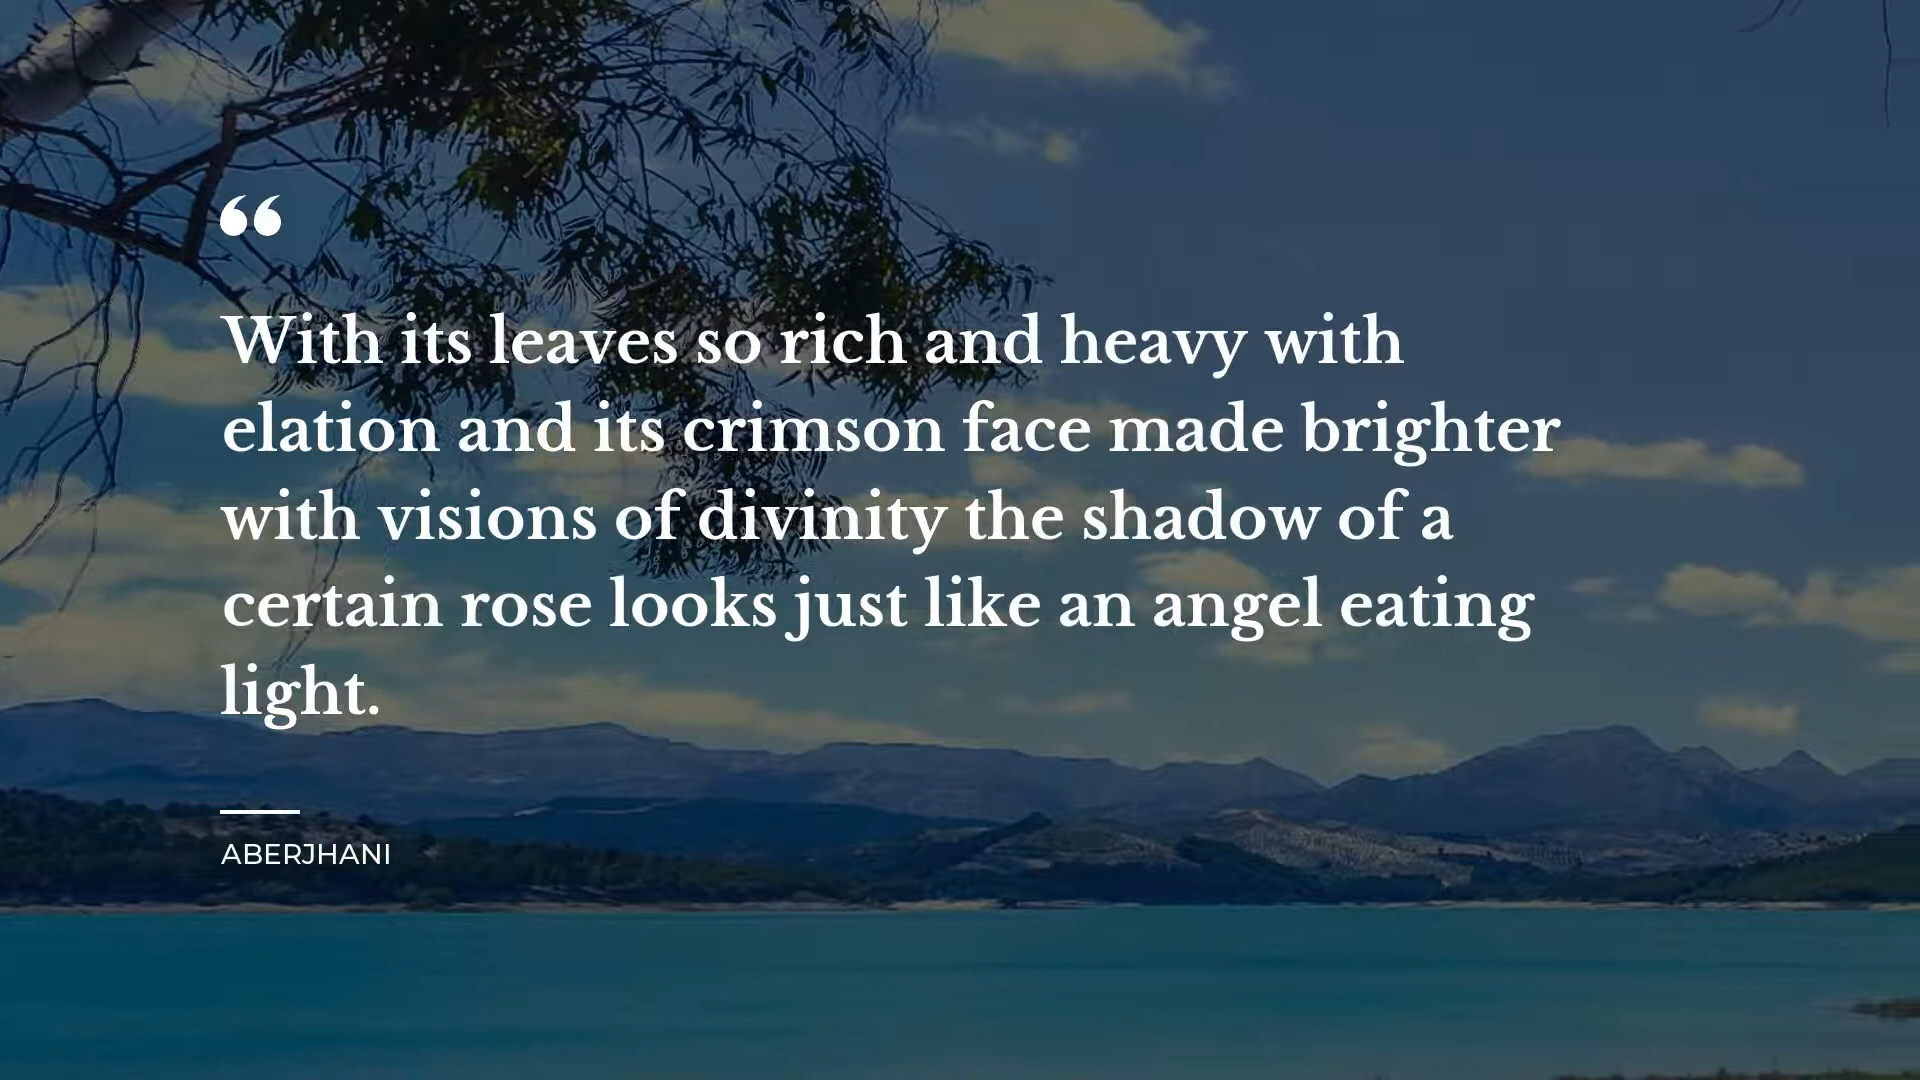 “
With its leaves so rich and heavy with
elation and its crimson face made brighter
with visions of divinity the shadow of a
certain rose looks just like an angel eating
light.
ABERJHANI